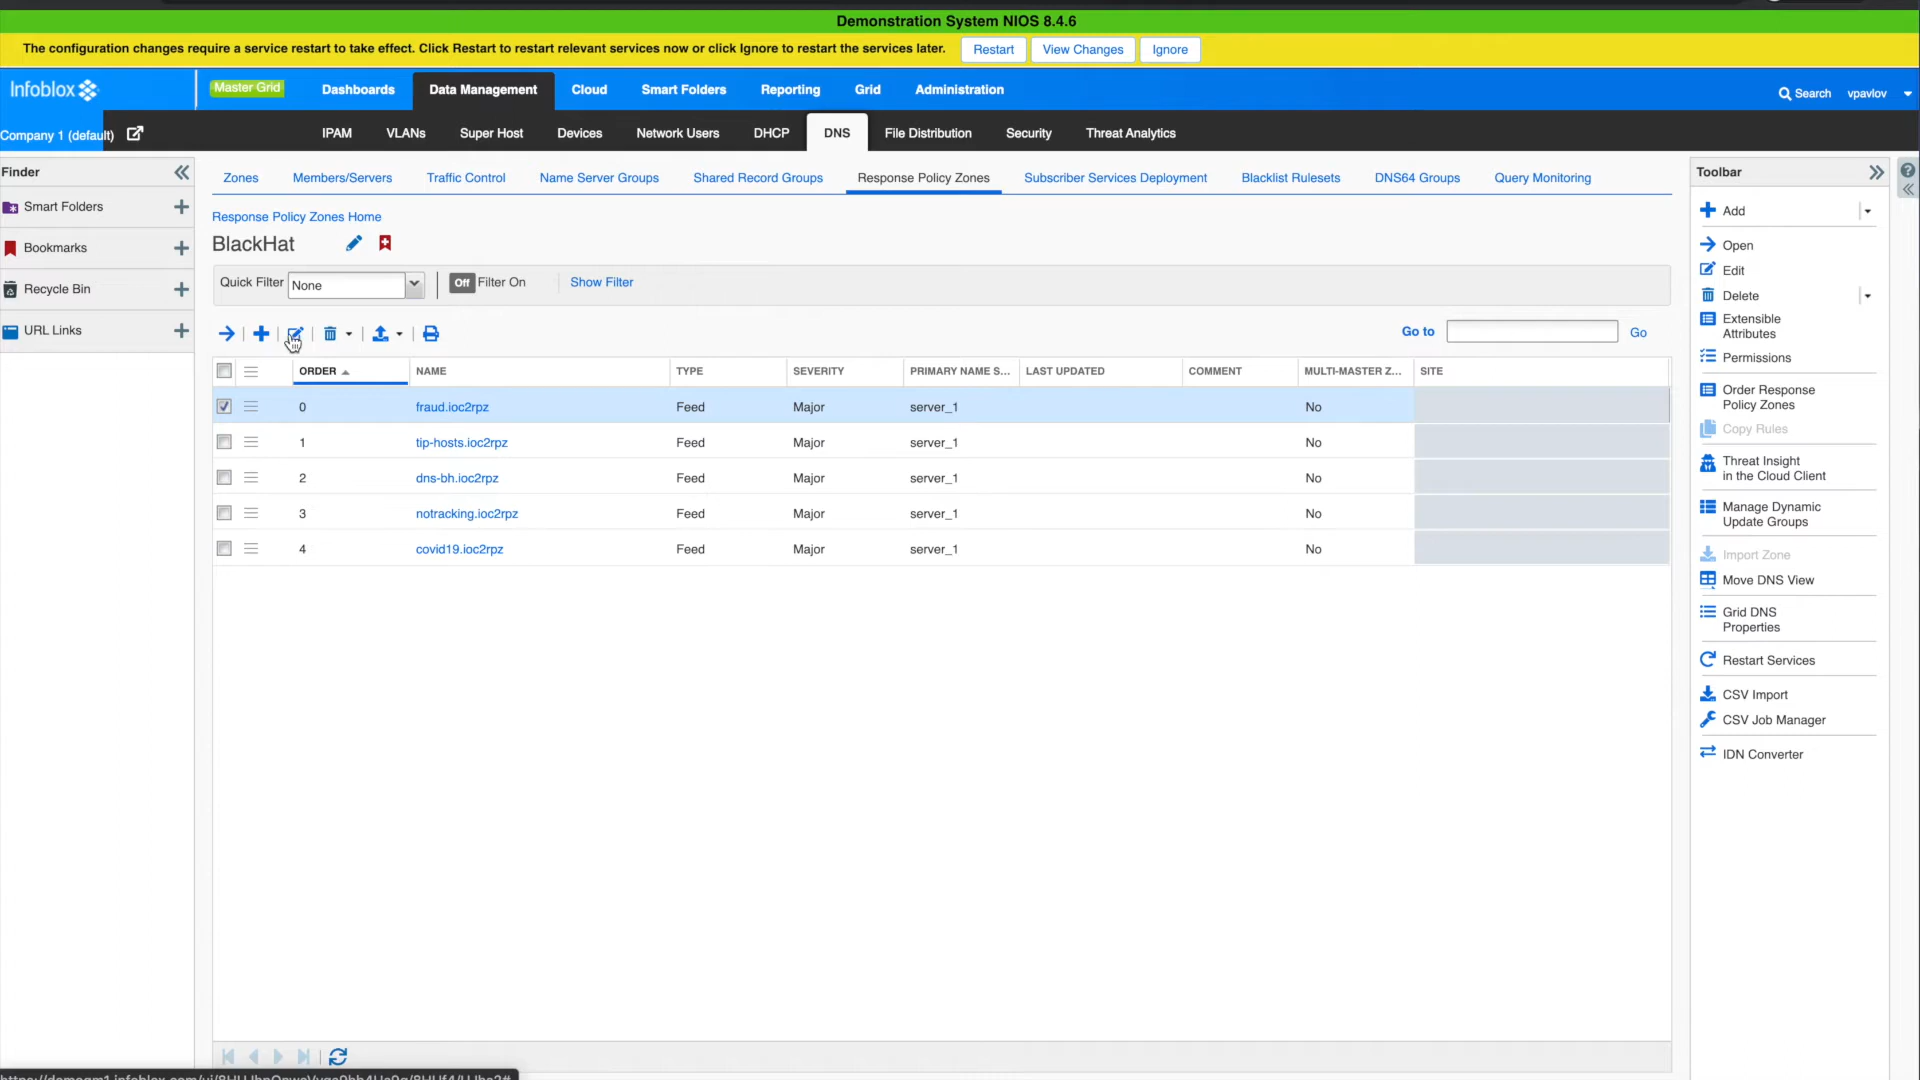 Demonstration System NIOS 8.4.6
The configuration changes require a service restart to take effect. Click Restart to restart relevant services now or click Ignore to restart the services later. Restart View Changes Ignore
Infoblox Master Grid Dashboards Data Management Cloud Smart Folders Reporting Grid Administration Search vpavlov
Company 1 (default) IPAM VLANs Super Host Devices Network Users DHCP DNS File Distribution Security Threat Analytics
Finder
Smart Folders
Bookmarks
Recycle Bin
URL Links
Zones Members/Servers Traffic Control Name Server Groups Shared Record Groups Response Policy Zones Subscriber Services Deployment Blacklist Rulesets DNS64 Groups Query Monitoring
Response Policy Zones Home
BlackHat
Quick Filter None Off Filter On Show Filter
Go to Go
ORDER NAME TYPE SEVERITY PRIMARY NAME S... LAST UPDATED COMMENT MULTI-MASTER Z... SITE
0 fraud.ioc2rpz Feed Major server_1 No
1 tip-hosts.ioc2rpz Feed Major server_1 No
2 dns-bh.ioc2rpz Feed Major server_1 No
3 notracking.ioc2rpz Feed Major server_1 No
4 covid19.ioc2rpz Feed Major server_1 No
Toolbar
Add
Open
Edit
Delete
Extensible
Attributes
Permissions
Order Response
Policy Zones
Copy Rules
Threat Insight
in the Cloud Client
Manage Dynamic
Update Groups
Import Zone
Move DNS View
Grid DNS
Properties
Restart Services
CSV Import
CSV Job Manager
IDN Converter